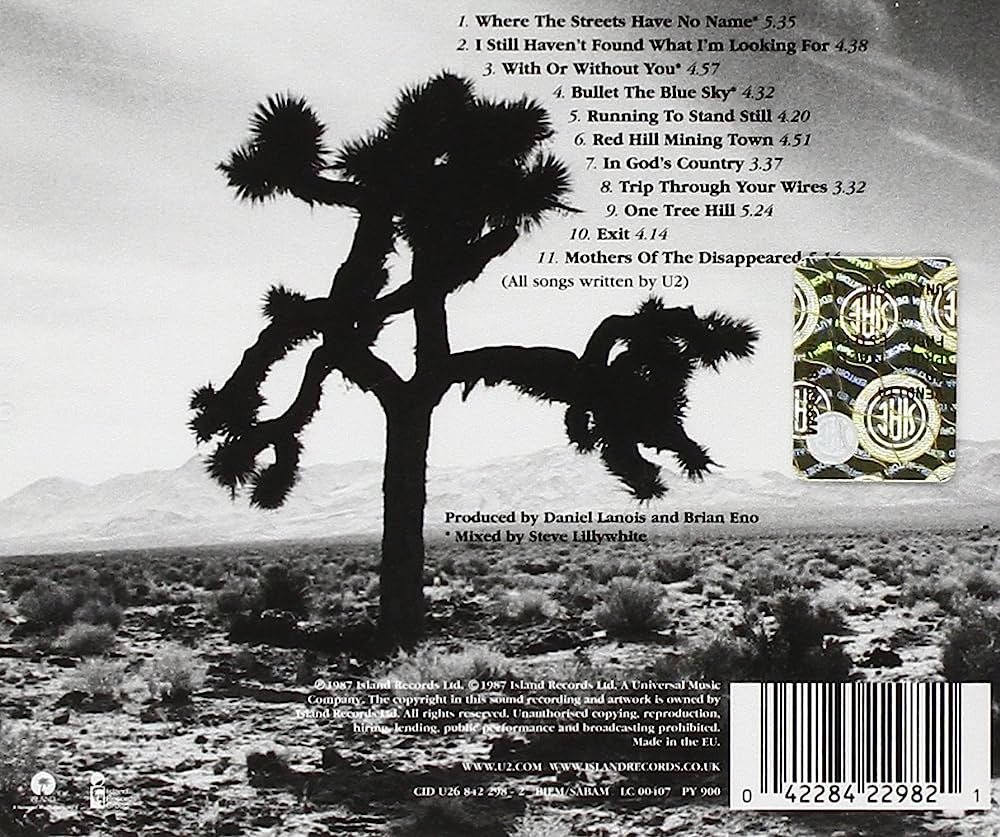 1. Where The Streets Have No Name* 5.35
2. I Still Haven't Found What I'm Looking For 4.38
3. With Or Without You* 4.57
4. Bullet The Blue Sky* 4.32
5. Running To Stand Still 4.20
6. Red Hill Mining Town 4.51
7. In God's Country 3.37
8. Trip Through Your Wires 3.32
9. One Tree Hill 5.24
10. Exit 4.14
11. Mothers Of The Disappeared
(All songs written by U2)
Produced by Daniel Lanois and Brian Eno
* Mixed by Steve Lillywhite
℗1987 Island Records Ltd. ©1987 Island Records Ltd. A Universal Music
Company. The copyright in this sound recording and artwork is owned by
Island Records Ltd. All rights reserved. Unauthorised copying, reproduction,
hiring, lending, public performance and broadcasting prohibited.
Made in the EU.
WWW.U2.COM WWW.ISLANDRECORDS.CO.UK
CID U26 842 298 - 2 BIEM/SABAM LC 00407 PY 900
0 42284 22982 1
ISLAND